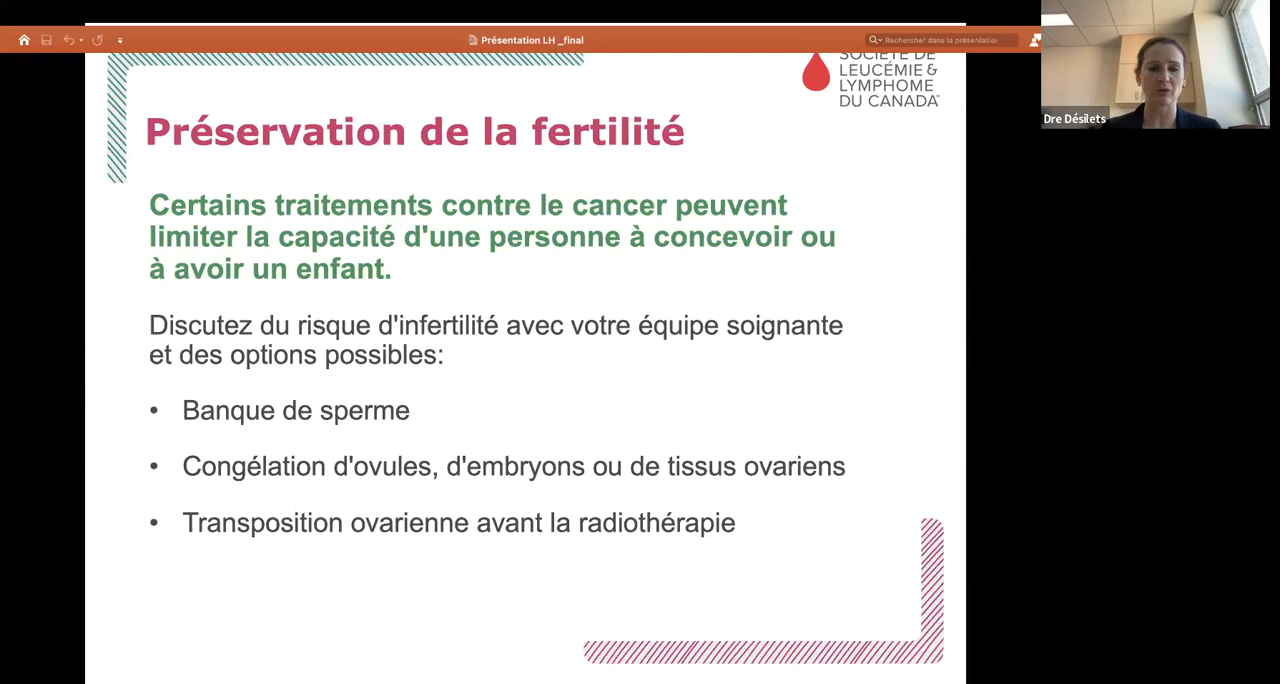 Présentation LH _final
Rechercher dans la présentation
SOCIÉTÉ DE
LEUCÉMIE &
LYMPHOME
DU CANADA
Dre Désilets
Préservation de la fertilité
Certains traitements contre le cancer peuvent
limiter la capacité d'une personne à concevoir ou
à avoir un enfant.
Discutez du risque d'infertilité avec votre équipe soignante
et des options possibles:
• Banque de sperme
• Congélation d'ovules, d'embryons ou de tissus ovariens
• Transposition ovarienne avant la radiothérapie